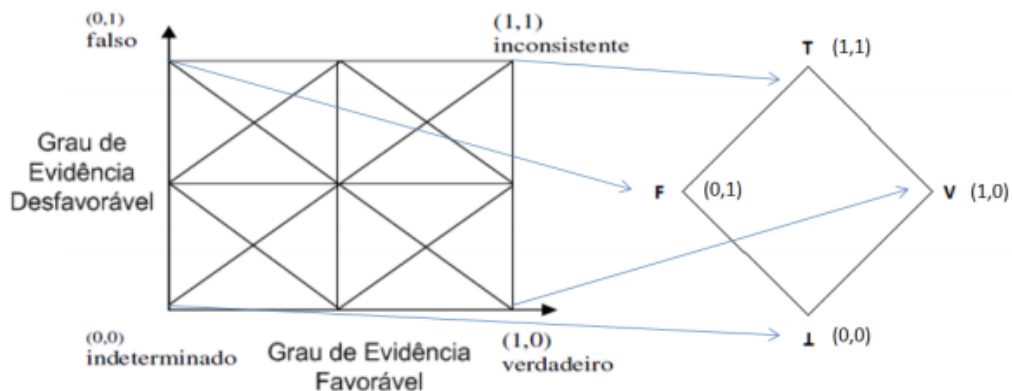 (0,1)
falso
(1,1)
inconsistente
T (1,1)
Grau de
Evidência
Desfavorável
F (0,1)
V (1,0)
(0,0)
indeterminado
Grau de Evidência
Favorável
(1,0)
verdadeiro
⊥ (0,0)